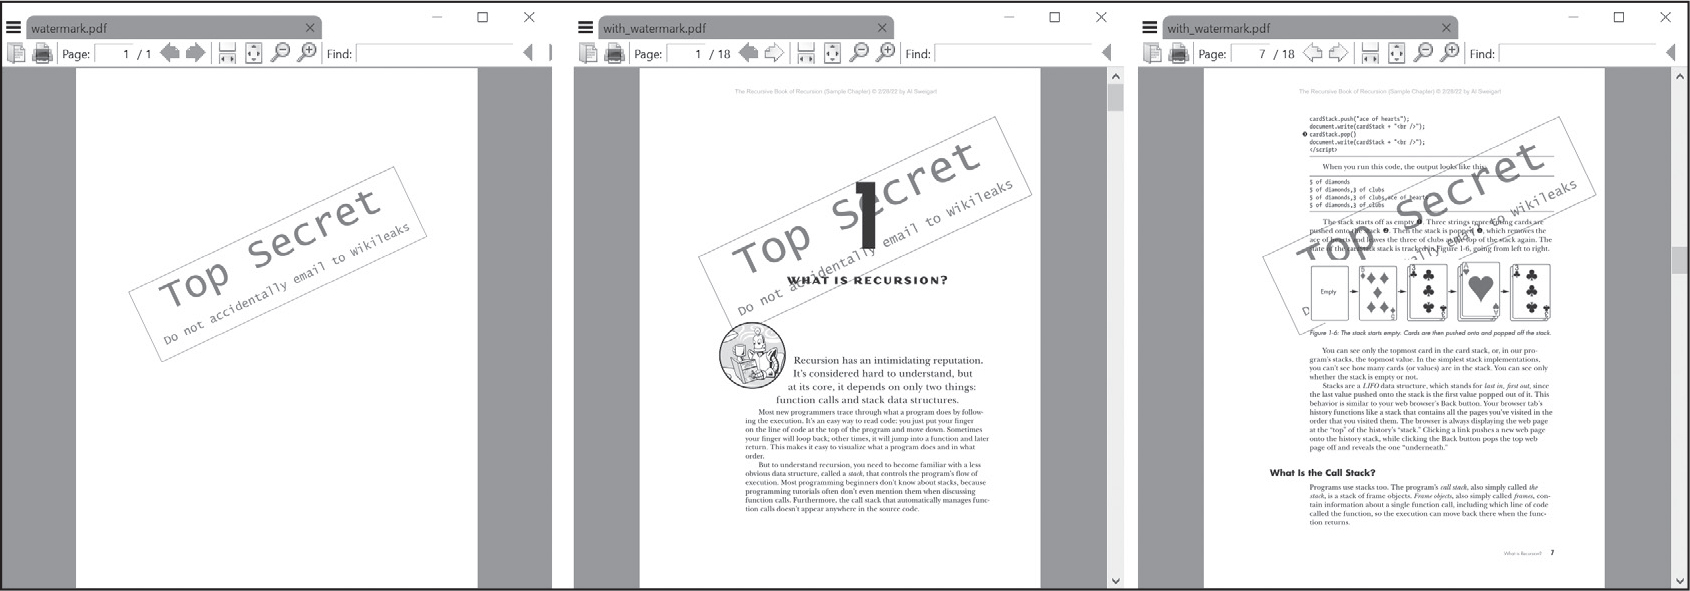 watermark.pdf
Page: 1 / 1 Find:
Top Secret
Do not accidentally email to Wikileaks
with_watermark.pdf
Page: 1 / 18 Find:
The Recursive Book of Recursion (Sample Chapter) © 2/28/22 by Al Sweigart
Top Secret
Do not accidentally email to Wikileaks
1
WHAT IS RECURSION?
Recursion has an intimidating reputation.
It's considered hard to understand, but
at its core, it depends on only two things:
function calls and stack data structures.
Most new programmers trace through what a program does by follow-
ing the execution. It's an easy way to read code: you just put your finger
on the line of code at the top of the program and move down. Sometimes
your finger will loop back; other times, it will jump into a function and later
return. This makes it easy to visualize what a program does and in what
order.
But to understand recursion, you need to become familiar with a less
obvious data structure, called a stack, that controls the program's flow of
execution. Most programming beginners don't know about stacks, because
programming tutorials often don't even mention them when discussing
function calls. Furthermore, the call stack that automatically manages func-
tion calls doesn't appear anywhere in the source code.
with_watermark.pdf
Page: 7 / 18 Find:
The Recursive Book of Recursion (Sample Chapter) © 2/28/22 by Al Sweigart
cardStack.push("ace of hearts");
document.write(cardStack + "<br />");
❸ cardStack.pop()
document.write(cardStack + "<br />");
</script>
When you run this code, the output looks like this:
5 of diamonds
5 of diamonds,3 of clubs
5 of diamonds,3 of clubs,ace of hearts
5 of diamonds,3 of clubs
Top Secret
The stack starts off as empty ❶. Three strings representing cards are
pushed onto the stack ❷. Then the stack is popped ❸, which removes the
ace of hearts and leaves the three of clubs at the top of the stack again. The
state of the cardStack stack is tracked in Figure 1-6, going from left to right.
Empty
Figure 1-6: The stack starts empty. Cards are then pushed onto and popped off the stack.
You can see only the topmost card in the card stack, or, in our pro-
gram's stacks, the topmost value. In the simplest stack implementations,
you can't see how many cards (or values) are in the stack. You can see only
whether the stack is empty or not.
Stacks are a LIFO data structure, which stands for last in, first out, since
the last value pushed onto the stack is the first value popped out of it. This
behavior is similar to your web browser's Back button. Your browser tab's
history functions like a stack that contains all the pages you've visited in the
order that you visited them. The browser is always displaying the web page
at the "top" of the history's "stack." Clicking a link pushes a new web page
onto the history stack, while clicking the Back button pops the top web
page off and reveals the one "underneath."
What Is the Call Stack?
Programs use stacks too. The program's call stack, also simply called the
stack, is a stack of frame objects. Frame objects, also simply called frames, con-
tain information about a single function call, including which line of code
called the function, so the execution can move back there when the func-
tion returns.
What Is Recursion? 7